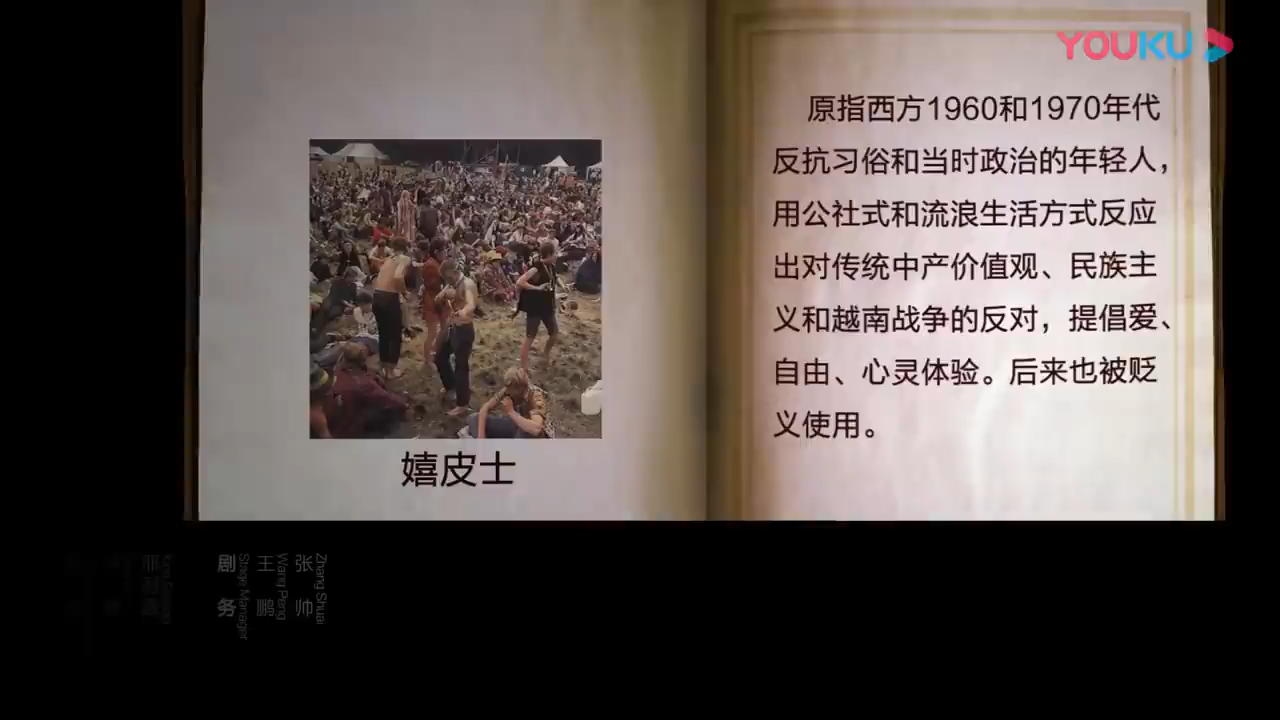 YOUKU
原指西方1960和1970年代
反抗习俗和当时政治的年轻人，
用公社式和流浪生活方式反应
出对传统中产价值观、民族主
义和越南战争的反对，提倡爱、
自由、心灵体验。后来也被贬
义使用。
嬉皮士
剧务
Stage Manager
王鹏
Wang Peng
张帅
Zhang Shuai